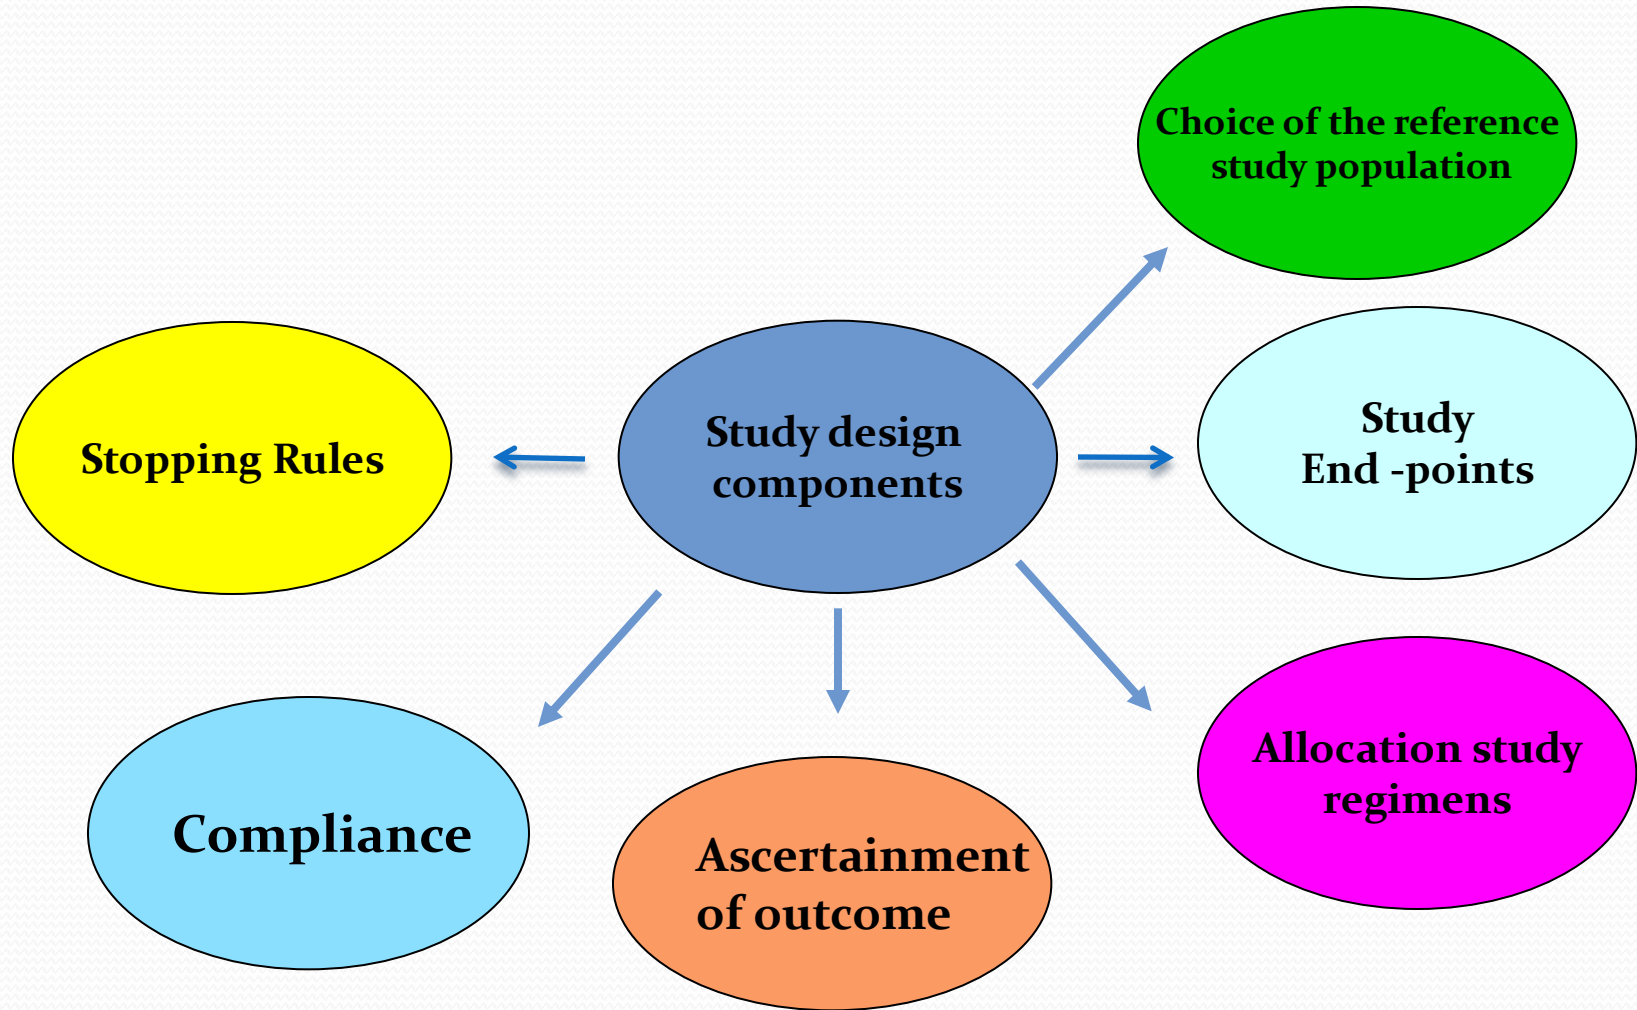 Choice of the reference
study population
Study design
components
Study
End -points
Stopping Rules
Allocation study
regimens
Compliance
Ascertainment
of outcome